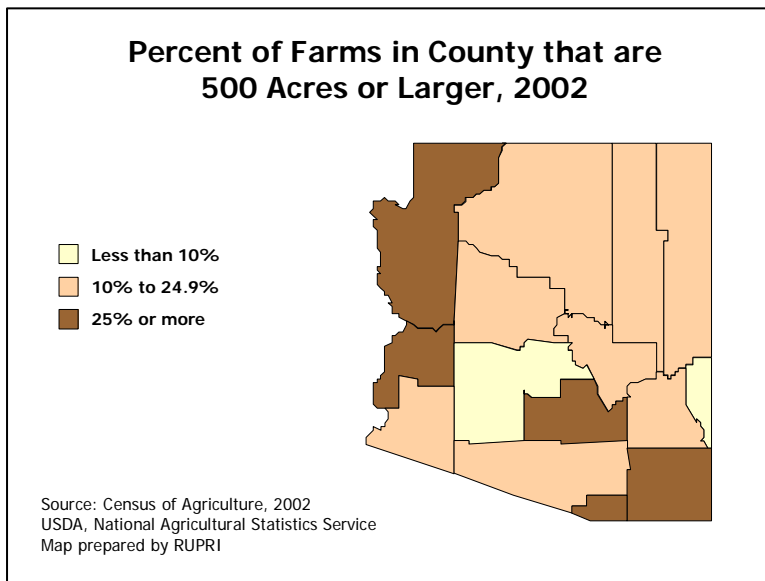 Percent of Farms in County that are
500 Acres or Larger, 2002
Less than 10%
10% to 24.9%
25% or more
Source: Census of Agriculture, 2002
USDA, National Agricultural Statistics Service
Map prepared by RUPRI